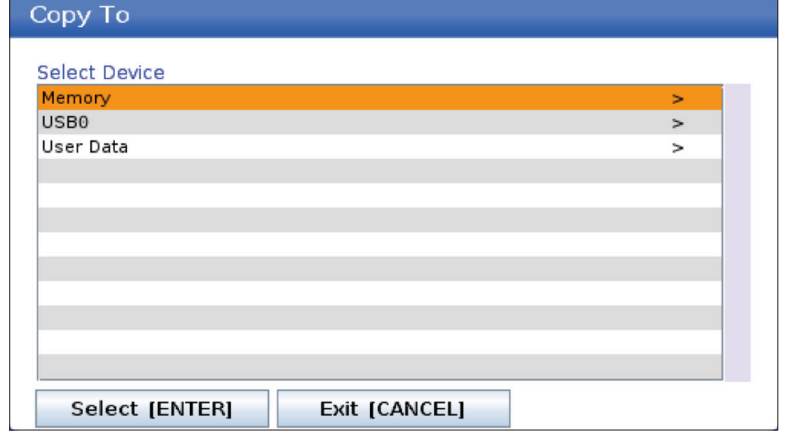 Copy To
Select Device
Memory >
USB0 >
User Data >
Select [ENTER] Exit [CANCEL]